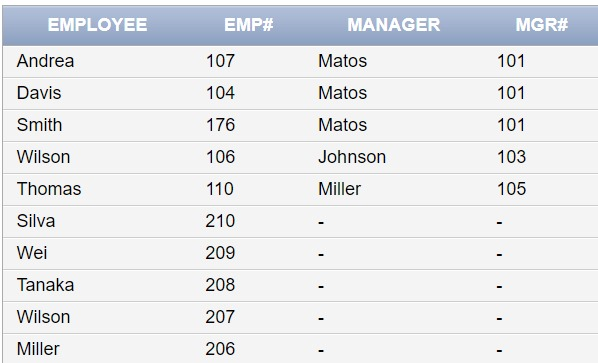 EMPLOYEE EMP# MANAGER MGR#
Andrea 107 Matos 101
Davis 104 Matos 101
Smith 176 Matos 101
Wilson 106 Johnson 103
Thomas 110 Miller 105
Silva 210 - -
Wei 209 - -
Tanaka 208 - -
Wilson 207 - -
Miller 206 - -